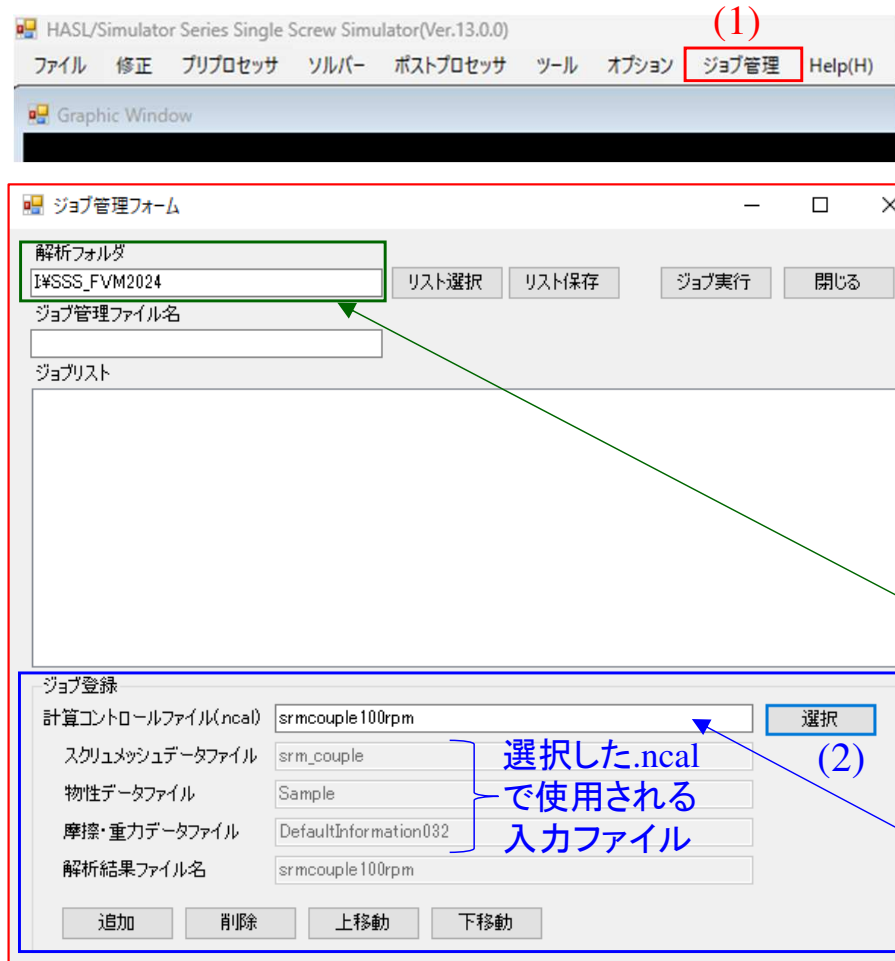 HASL/Simulator Series Single Screw Simulator(Ver.13.0.0)
(1)
ファイル 修正 プリプロセッサ ソルバー ポストプロセッサ ツール オプション ジョブ管理 Help(H)
Graphic Window
ジョブ管理フォーム
解析フォルダ
I¥SSS_FVM2024 リスト選択 リスト保存 ジョブ実行 閉じる
ジョブ管理ファイル名
ジョブリスト
ジョブ登録
計算コントロールファイル(.ncal) srmcouple100rpm 選択
(2)
スクリュメッシュデータファイル srm_couple
物性データファイル Sample
摩擦・重力データファイル DefaultInformation032
解析結果ファイル名 srmcouple100rpm
選択した.ncal
で使用される
入力ファイル
追加 削除 上移動 下移動